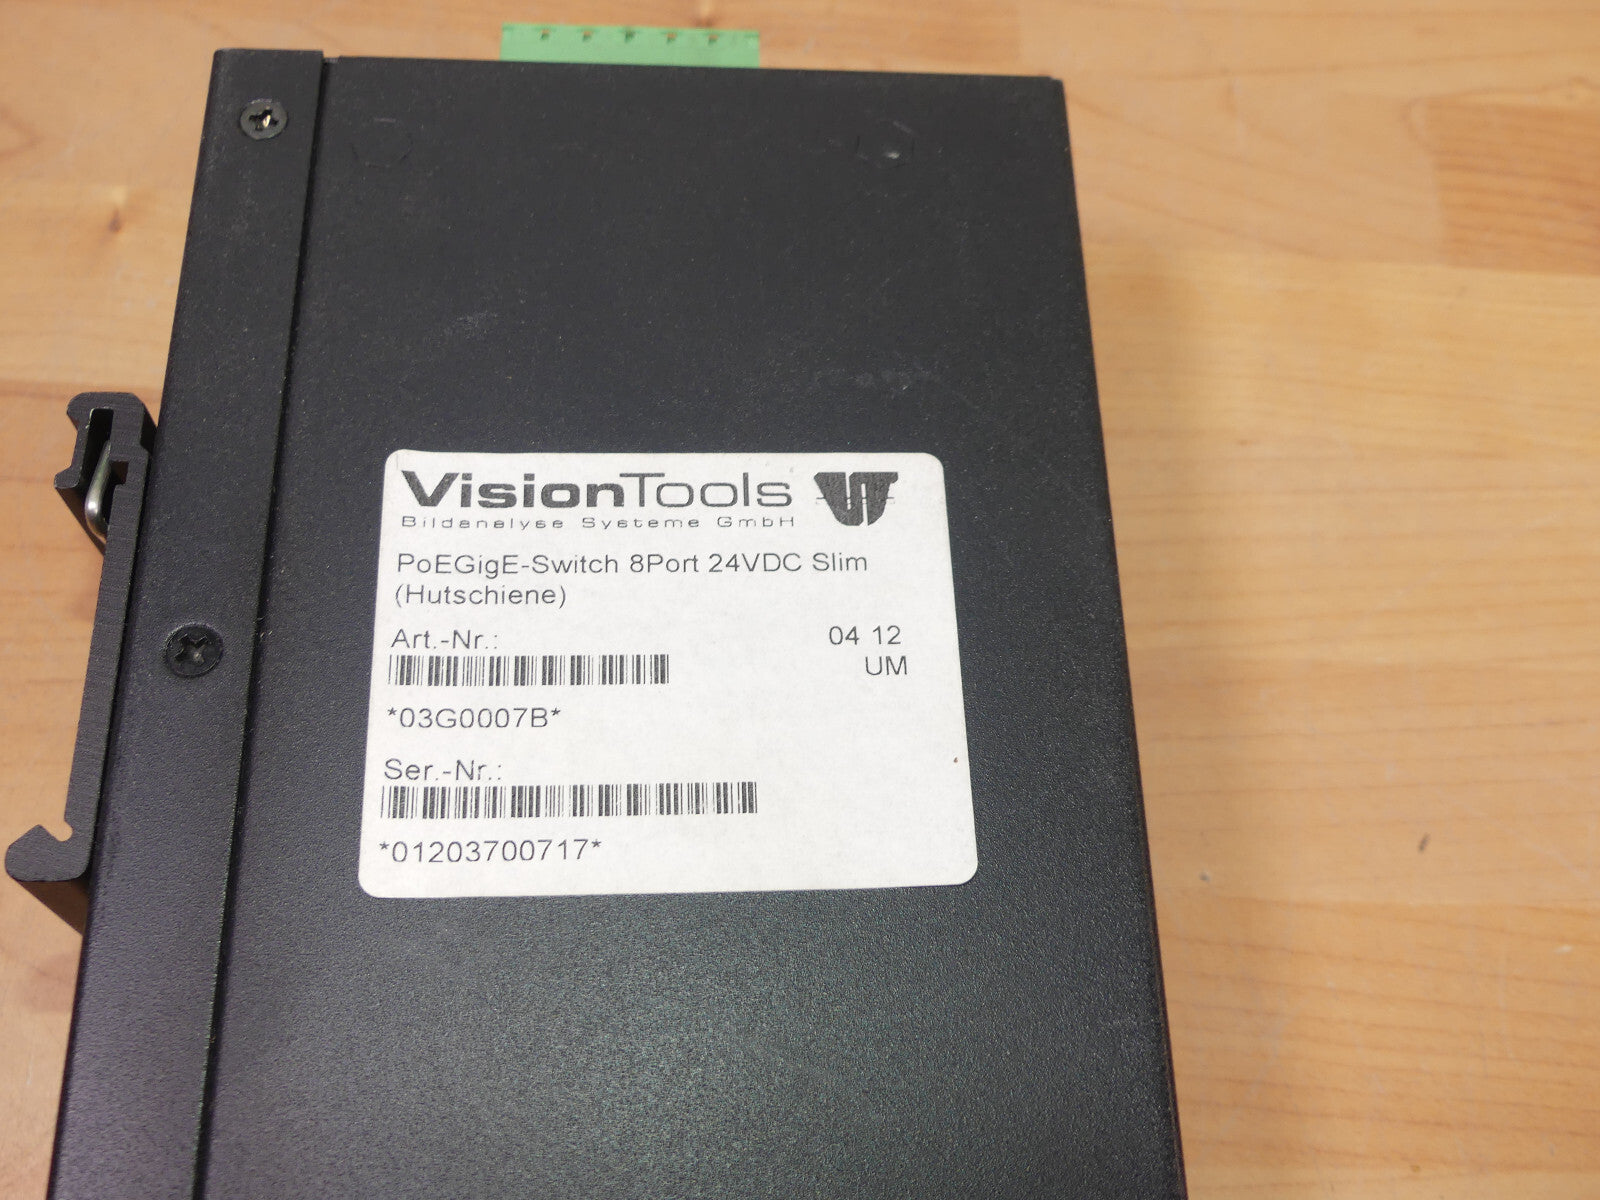 VisionTools
Bildanalyse Systeme GmbH
PoEGigE-Switch 8Port 24VDC Slim
(Hutschiene)
Art.-Nr.: 04 12
UM
*03G0007B*
Ser.-Nr.:
*01203700717*